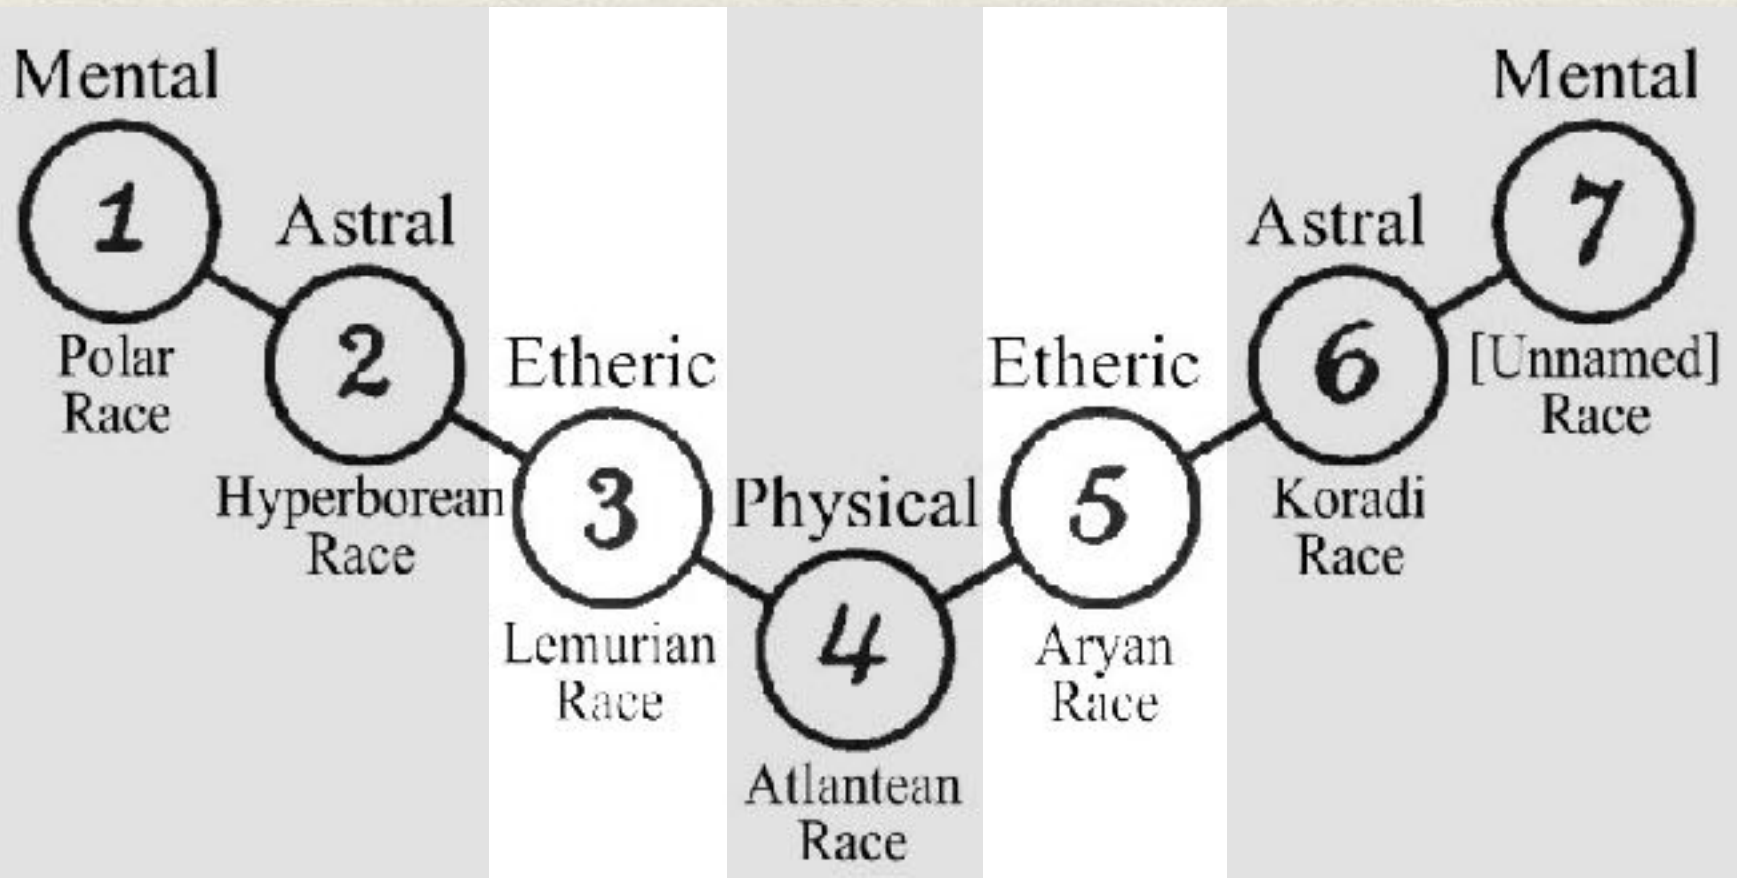 Mental
1
Polar
Race
Astral
2
Hyperborean
Race
Etheric
3
Lemurian
Race
Physical
4
Atlantean
Race
Etheric
5
Aryan
Race
Astral
6
Koradi
Race
Mental
7
[Unnamed]
Race